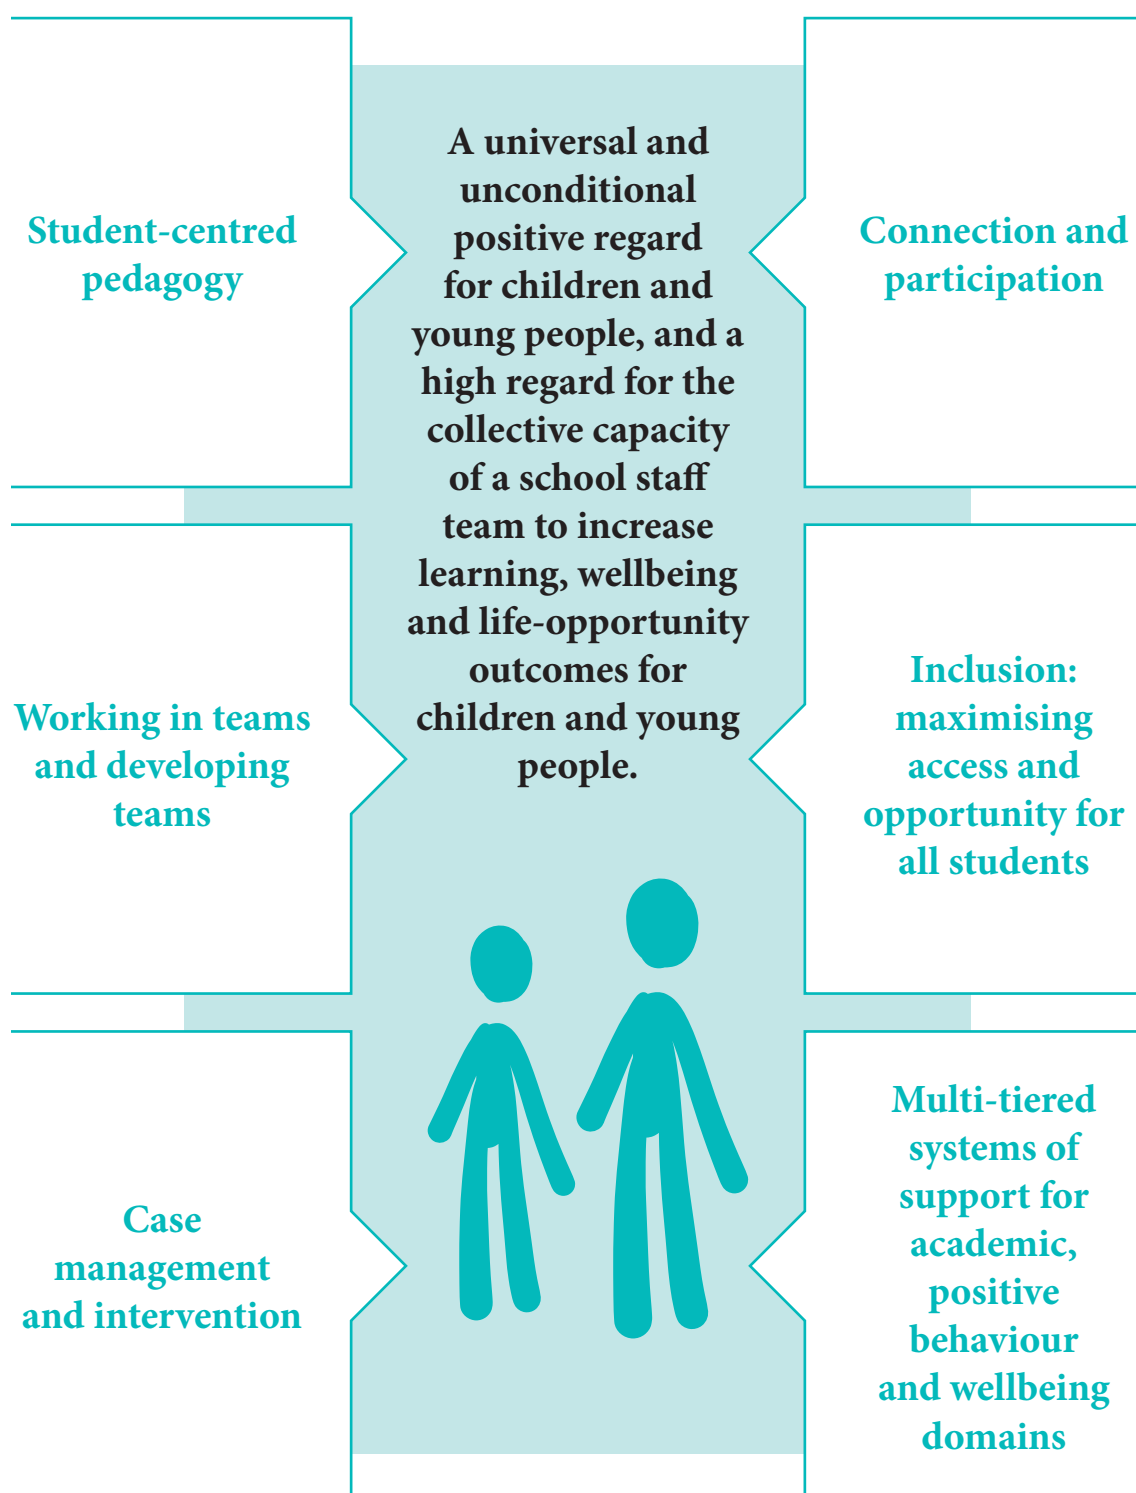 Student-centred
pedagogy
Working in teams
and developing
teams
Case
management
and intervention
A universal and
unconditional
positive regard
for children and
young people, and a
high regard for the
collective capacity
of a school staff
team to increase
learning, wellbeing
and life-opportunity
outcomes for
children and young
people.
Connection and
participation
Inclusion:
maximising
access and
opportunity for
all students
Multi-tiered
systems of
support for
academic,
positive
behaviour
and wellbeing
domains